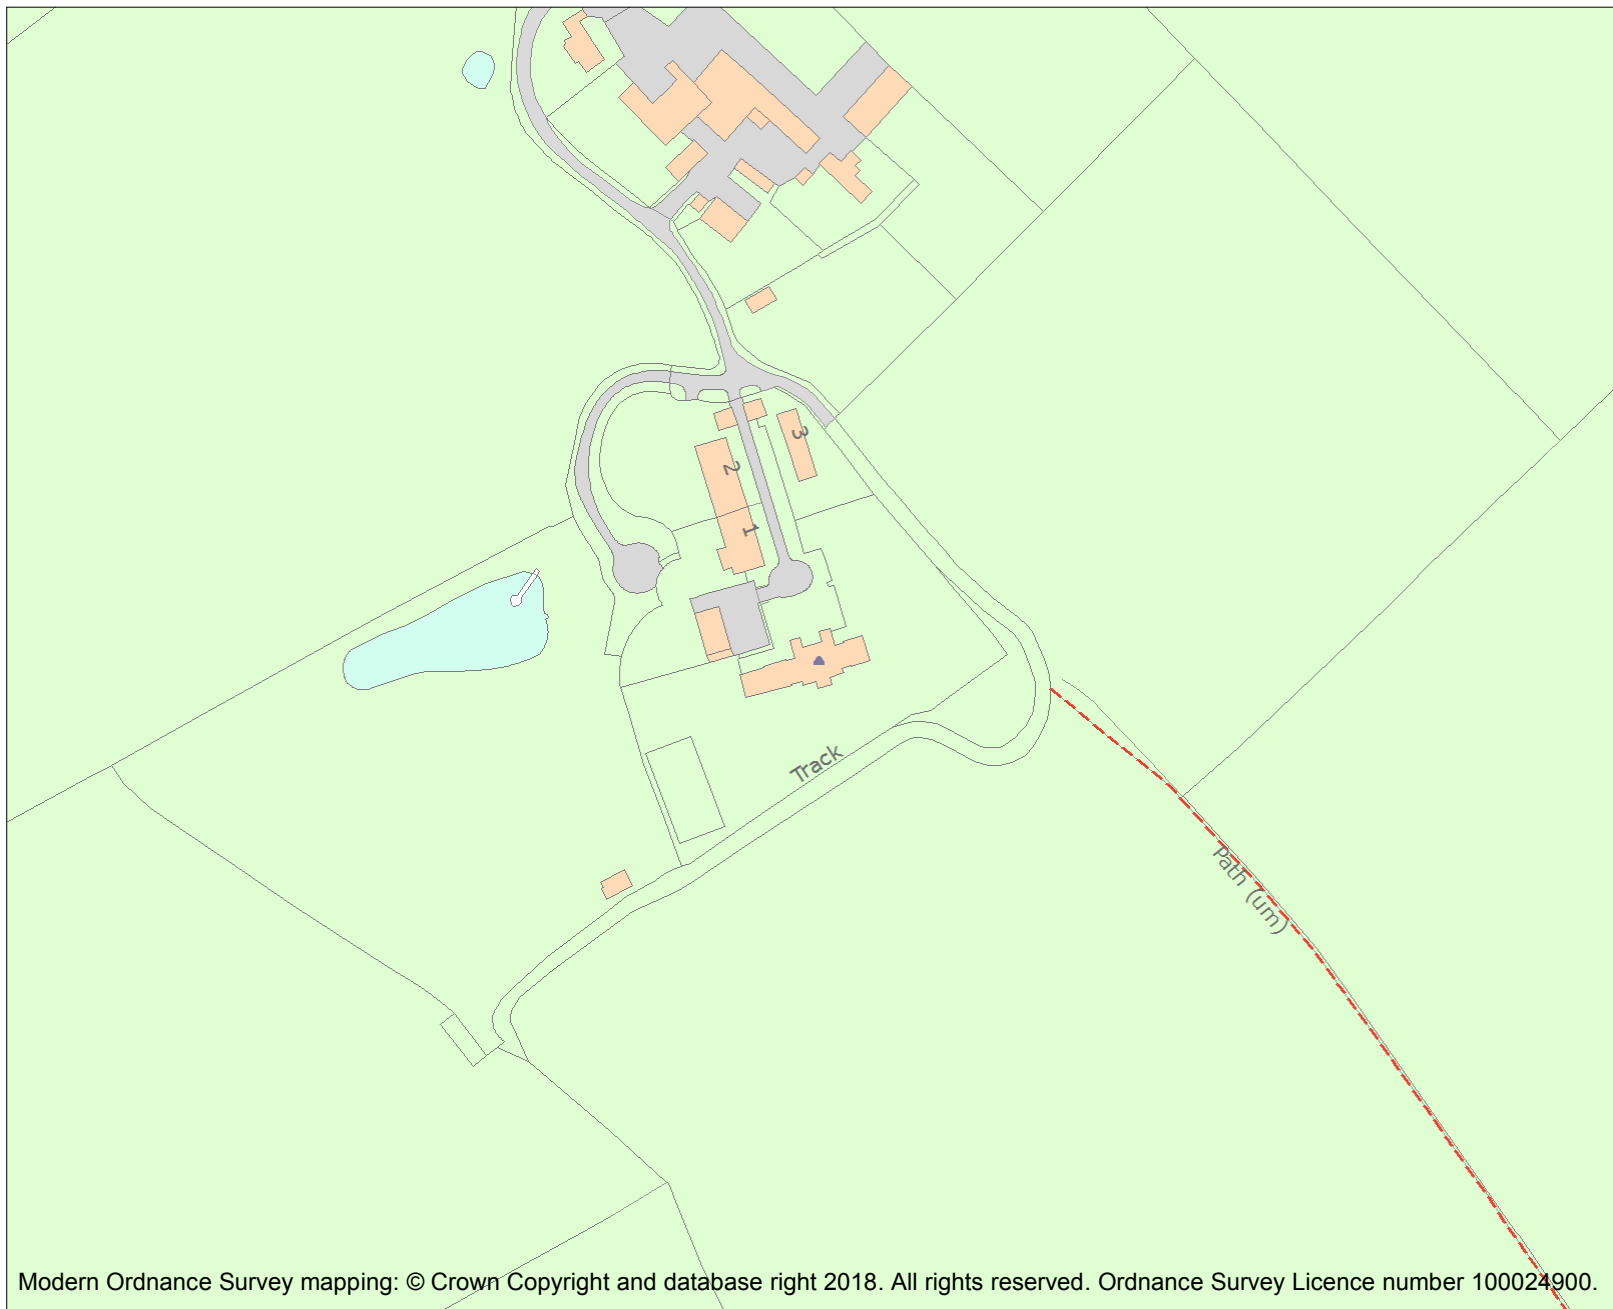 3
2
1
Track
Path (um)
Modern Ordnance Survey mapping: © Crown Copyright and database right 2018. All rights reserved. Ordnance Survey Licence number 100024900.